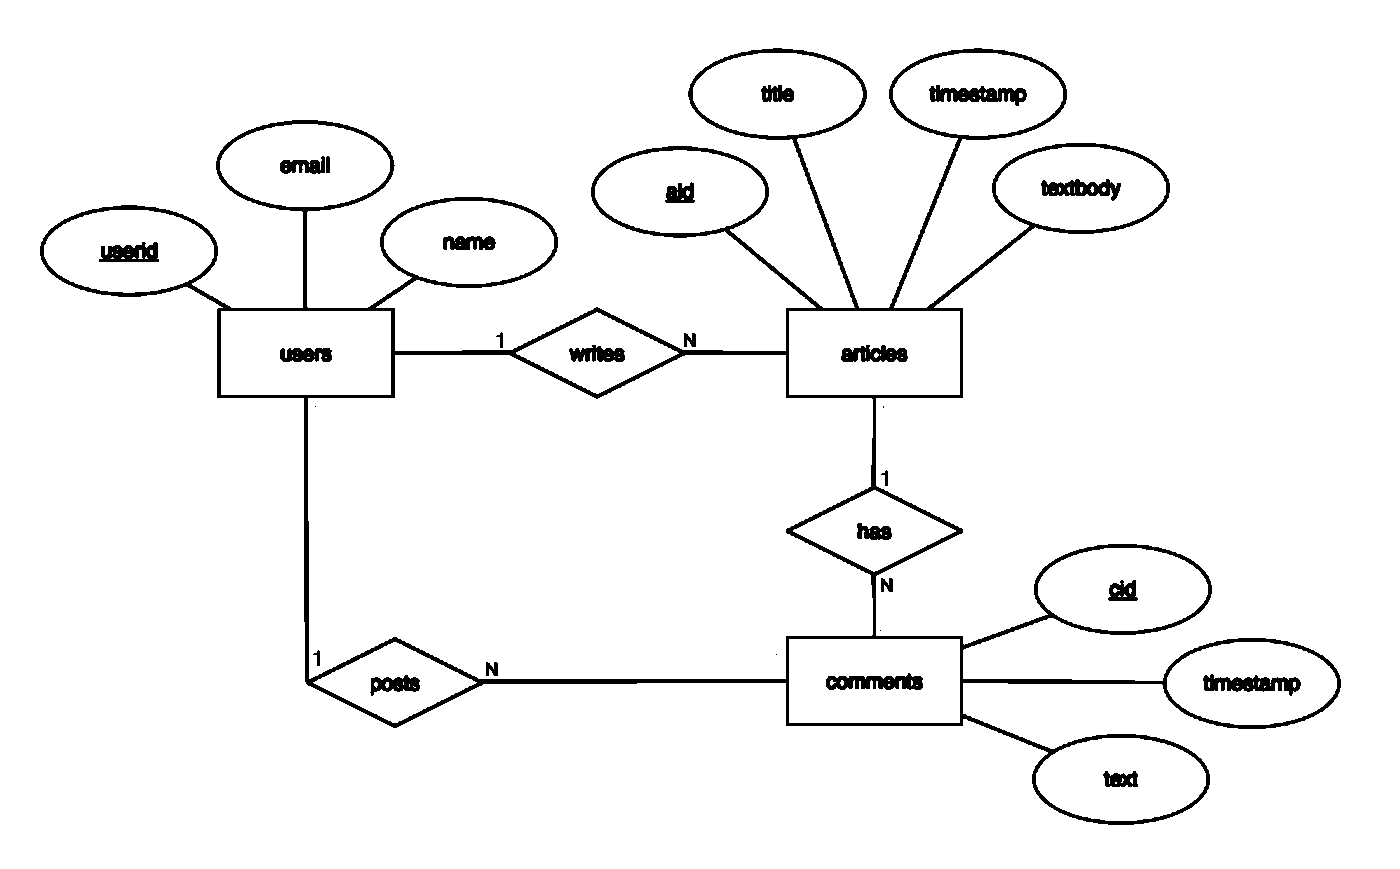 title
timestamp
email
aid
textbody
userid
name
users
1
writes
N
articles
1
has
N
cid
1
posts
N
comments
timestamp
text